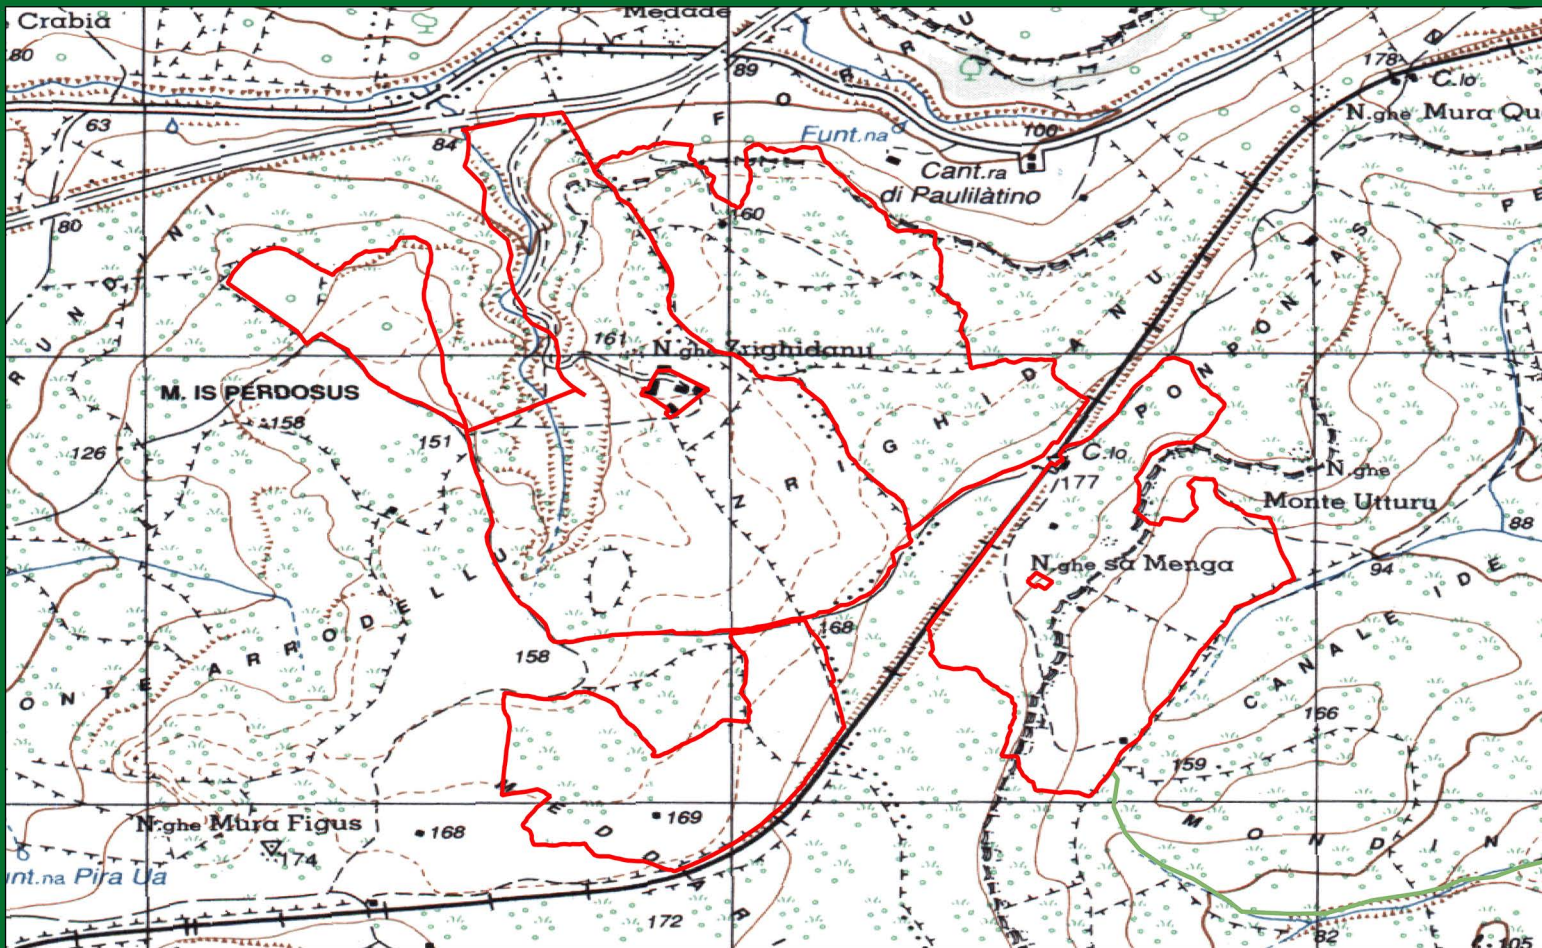 Crabia
Medade
80
89
178
C.lo
N.ghe Mura Qu
63
84
Funt.na
100
Cant.ra
di Paulilàtino
F O R R U
160
80
R U N D I N I
P O N P O N Z A S
P E
161
N.ghe Zrighidanu
M. IS PERDOSUS
158
151
126
Z R I G H I D A N U
C.lo
177
N.ghe
Monte Utturu
88
N.ghe sa Menga
94
168
158
O N T E A R R O D E L L U
C A N A L E I D E
166
159
M E D D A R
169
168
N.ghe Mura Figus
174
nt.na Pira Ua
M O N D I N
172
82
105